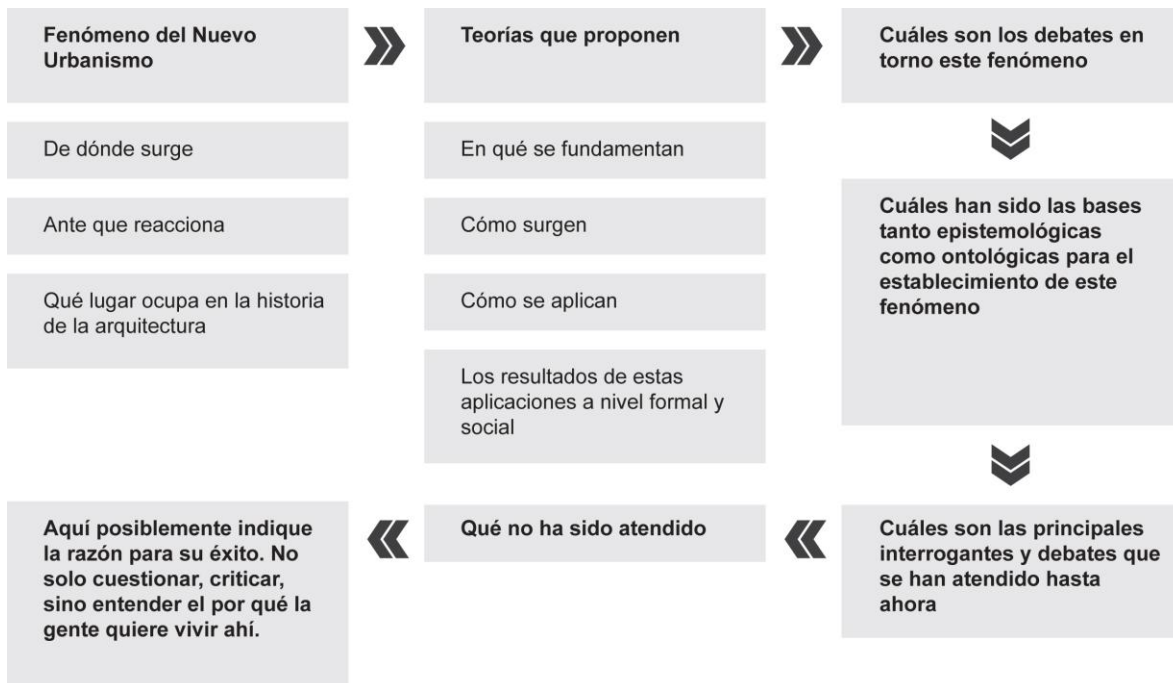 Fenómeno del Nuevo
Urbanismo
De dónde surge
Ante que reacciona
Qué lugar ocupa en la historia
de la arquitectura
Teorías que proponen
En qué se fundamentan
Cómo surgen
Cómo se aplican
Los resultados de estas
aplicaciones a nivel formal y
social
Cuáles son los debates en
torno este fenómeno
Cuáles han sido las bases
tanto epistemológicas
como ontológicas para el
establecimiento de este
fenómeno
Cuáles son las principales
interrogantes y debates que
se han atendido hasta
ahora
Qué no ha sido atendido
Aquí posiblemente indique
la razón para su éxito. No
solo cuestionar, criticar,
sino entender el por qué la
gente quiere vivir ahí.